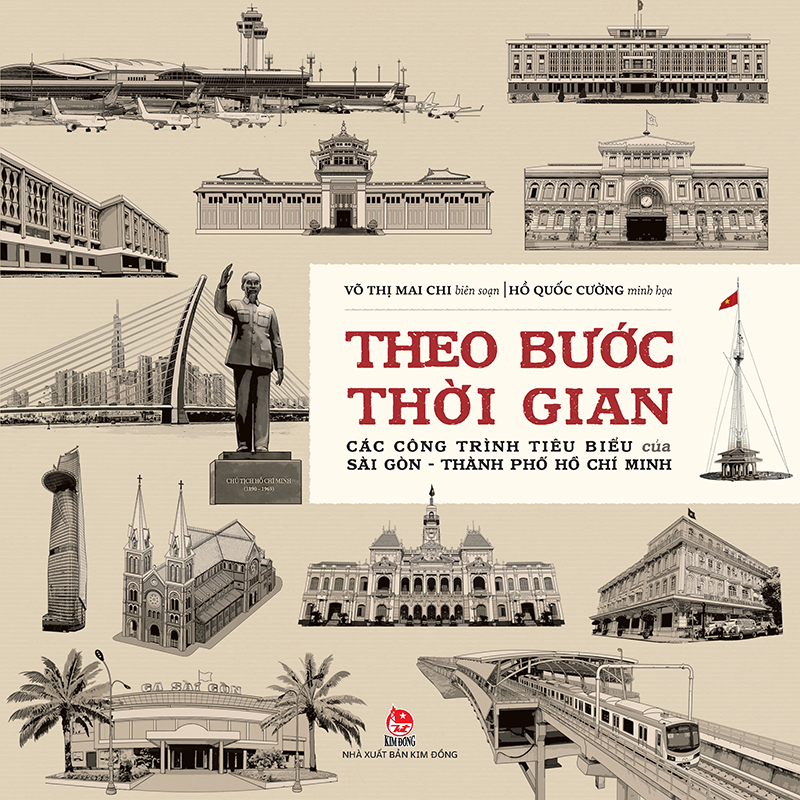 VÕ THỊ MAI CHI biên soạn | HỒ QUỐC CƯỜNG minh họa
THEO BƯỚC
THỜI GIAN
CÁC CÔNG TRÌNH TIÊU BIỂU của
SÀI GÒN - THÀNH PHỐ HỒ CHÍ MINH
CHỦ TỊCH HỒ CHÍ MINH
(1890 - 1969)
GA SÀI GÒN
KIM ĐỒNG
NHÀ XUẤT BẢN KIM ĐỒNG